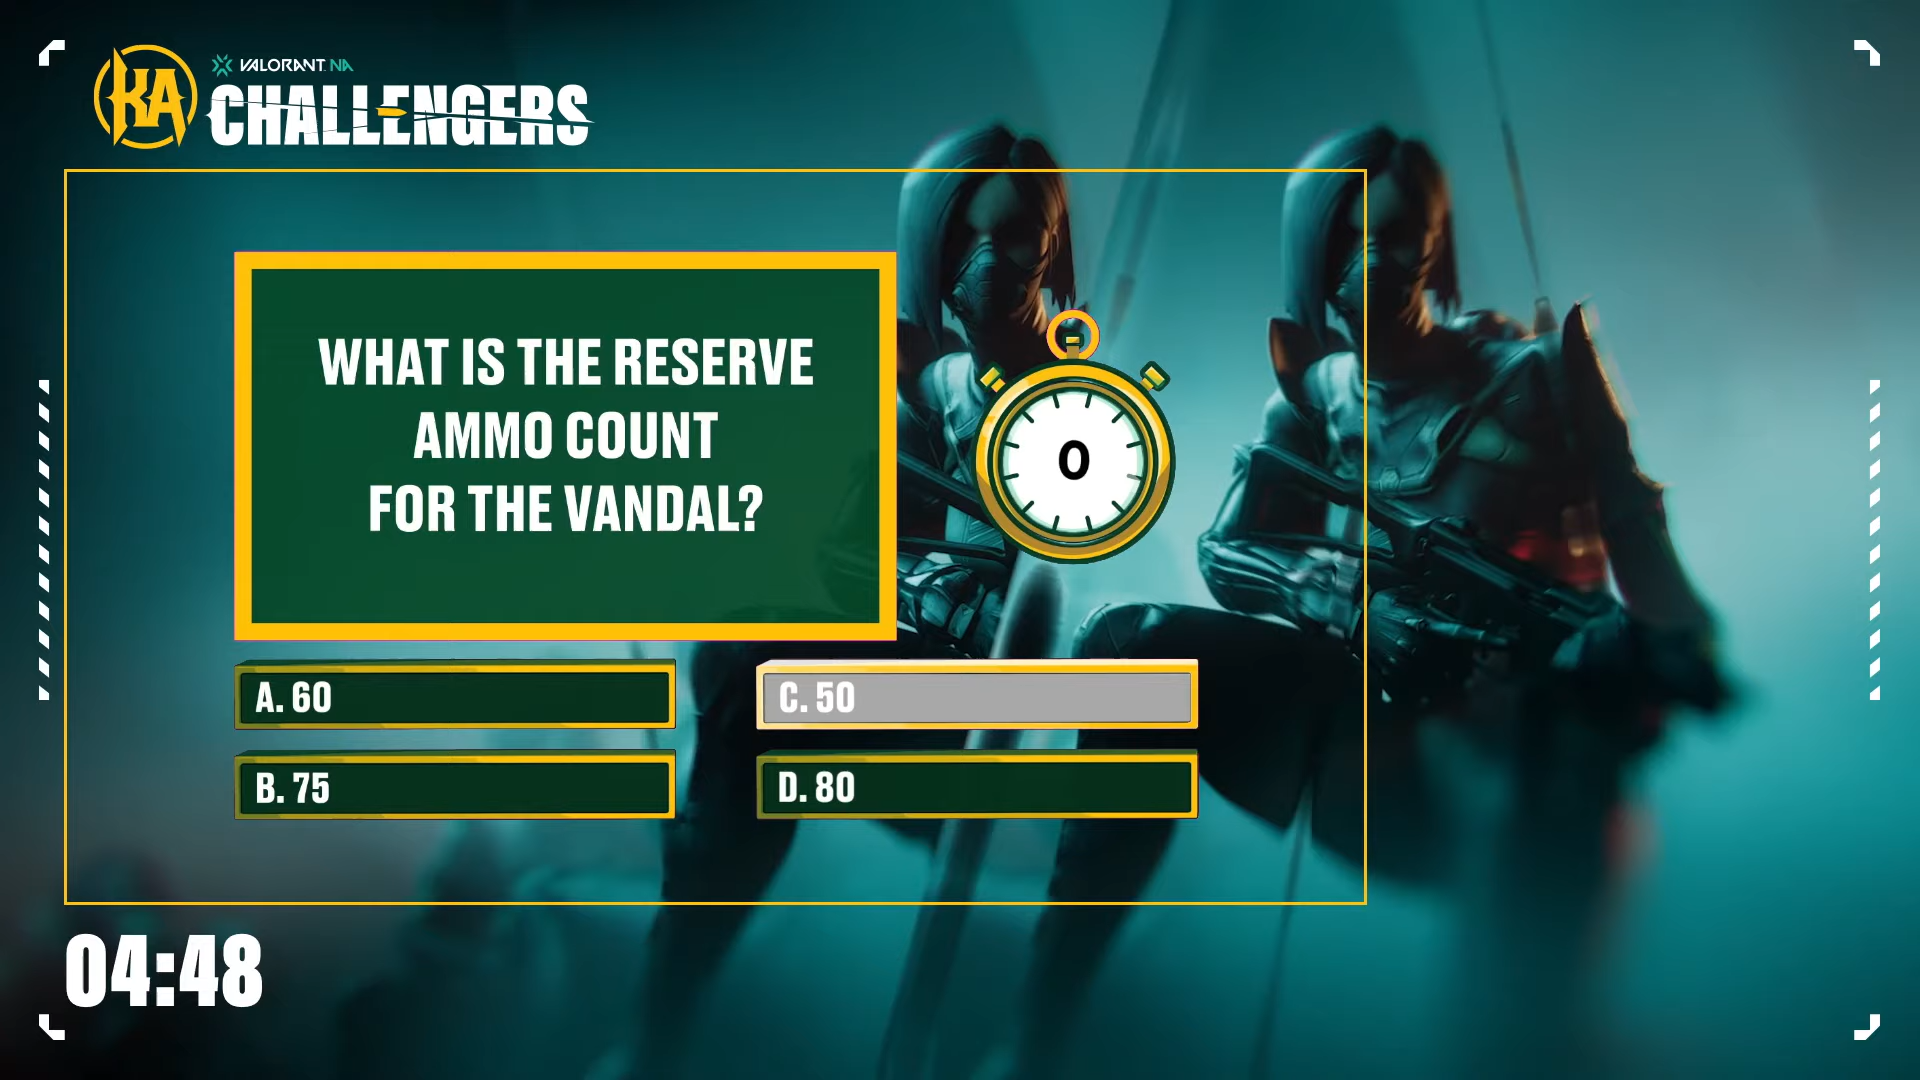 KA
VALORANT NA
CHALLENGERS
WHAT IS THE RESERVE
AMMO COUNT
FOR THE VANDAL?
0
A. 60
C. 50
B. 75
D. 80
04:48